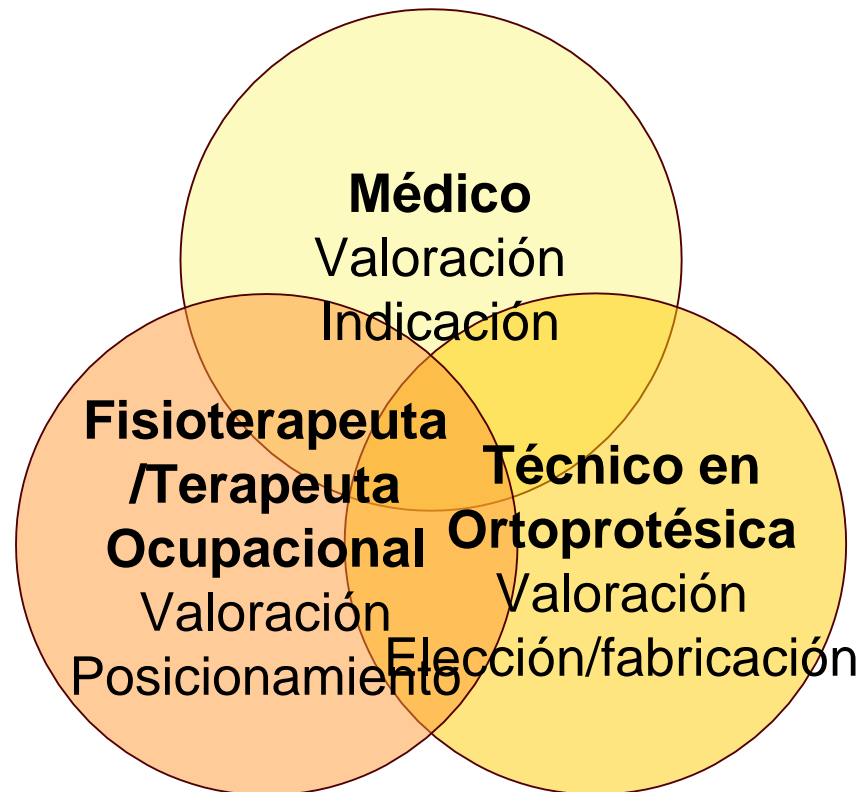 Médico
Valoración
Indicación
Fisioterapeuta
/Terapeuta
Ocupacional
Valoración
Posicionamiento
Técnico en
Ortoprotésica
Valoración
Elección/fabricación